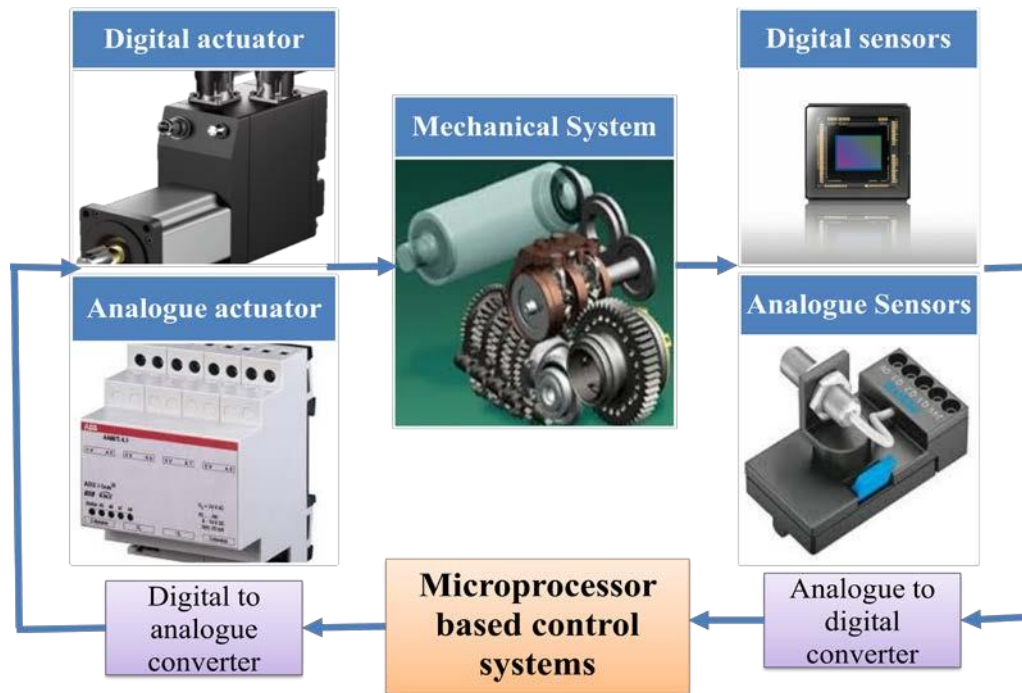 Digital actuator
Mechanical System
Digital sensors
Analogue actuator
ABB
Analogue Sensors
Digital to
analogue
converter
Microprocessor
based control
systems
Analogue to
digital
converter